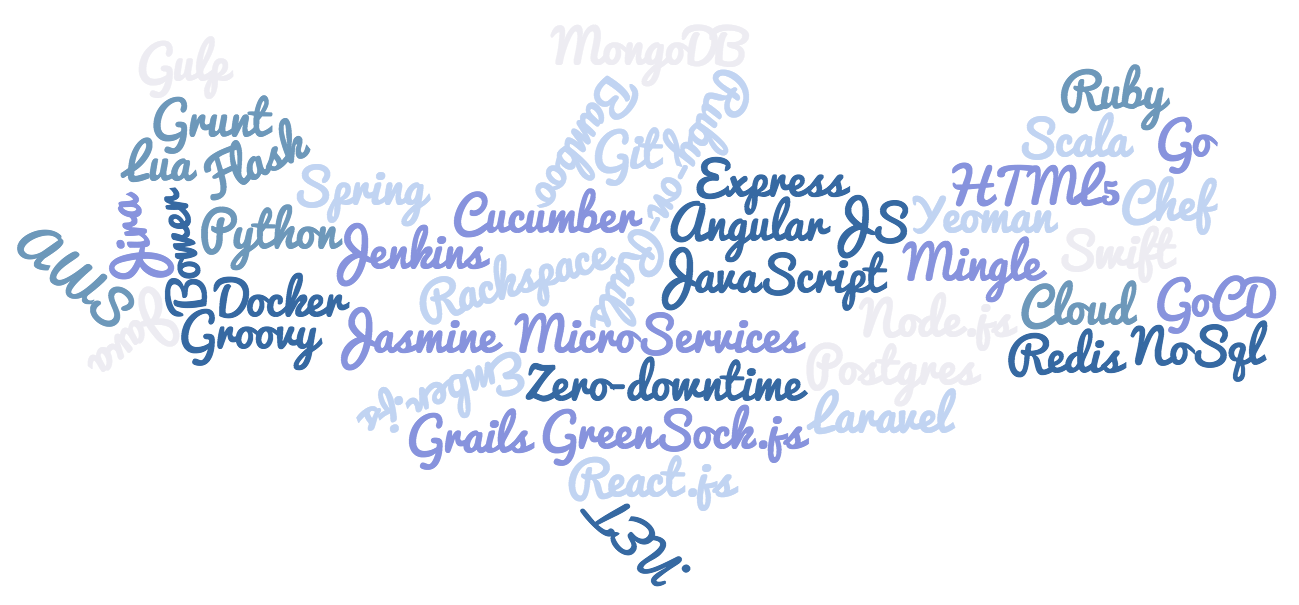 Gulp
MongoDB
Ruby
Grunt
Bamboo
Ruby-on-Rails
Git
Scala
Go
Lua
Flash
Express
HTML5
Spring
Chef
Jira
Bower
Python
Cucumber
Angular JS
Yeoman
Jenkins
Rackspace
Mingle
Swift
AWS
Docker
JavaScript
Cloud
GoCD
Java
Groovy
Jasmine
MicroServices
Node.js
Redis
NoSql
Ember.js
Zero-downtime
Postgres
Grails
GreenSock.js
Laravel
React.js
.NET